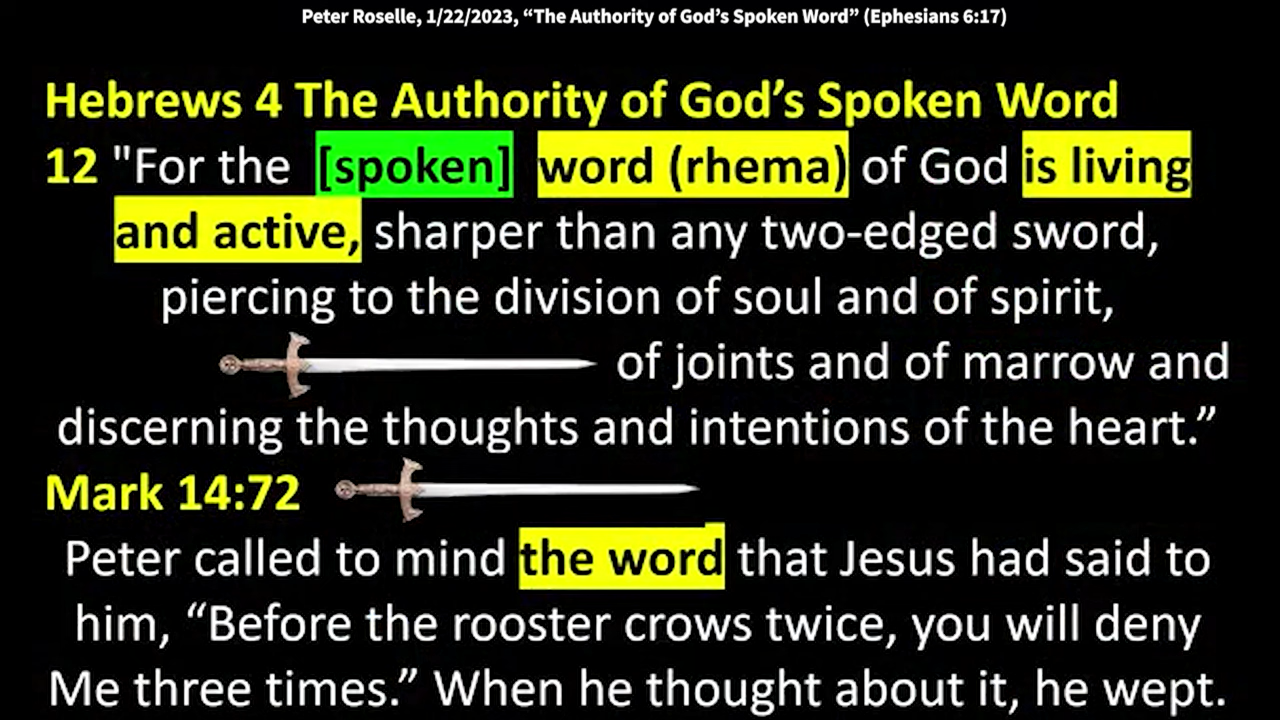 Peter Roselle, 1/22/2023, “The Authority of God’s Spoken Word” (Ephesians 6:17)
Hebrews 4 The Authority of God’s Spoken Word
12 "For the [spoken] word (rhema) of God is living
and active, sharper than any two-edged sword,
piercing to the division of soul and of spirit,
of joints and of marrow and
discerning the thoughts and intentions of the heart.”
Mark 14:72
Peter called to mind the word that Jesus had said to
him, “Before the rooster crows twice, you will deny
Me three times.” When he thought about it, he wept.